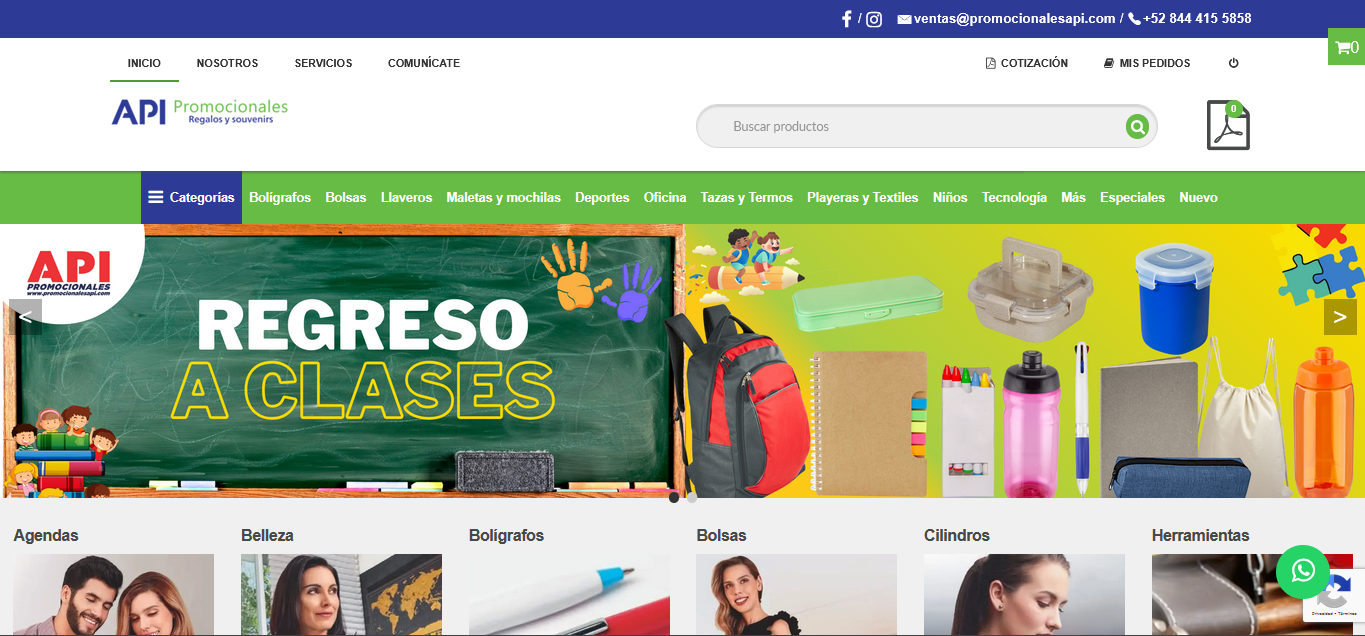 / ventas@promocionalesapi.com / +52 844 415 5858
0
INICIO NOSOTROS SERVICIOS COMUNÍCATE COTIZACIÓN MIS PEDIDOS
API Promocionales
Regalos y souvenirs
Buscar productos
0
Categorías Bolígrafos Bolsas Llaveros Maletas y mochilas Deportes Oficina Tazas y Termos Playeras y Textiles Niños Tecnología Más Especiales Nuevo
API
PROMOCIONALES
www.promocionalesapi.com
REGRESO
A CLASES
< >
Agendas Belleza Bolígrafos Bolsas Cilindros Herramientas
Privacidad • Términos